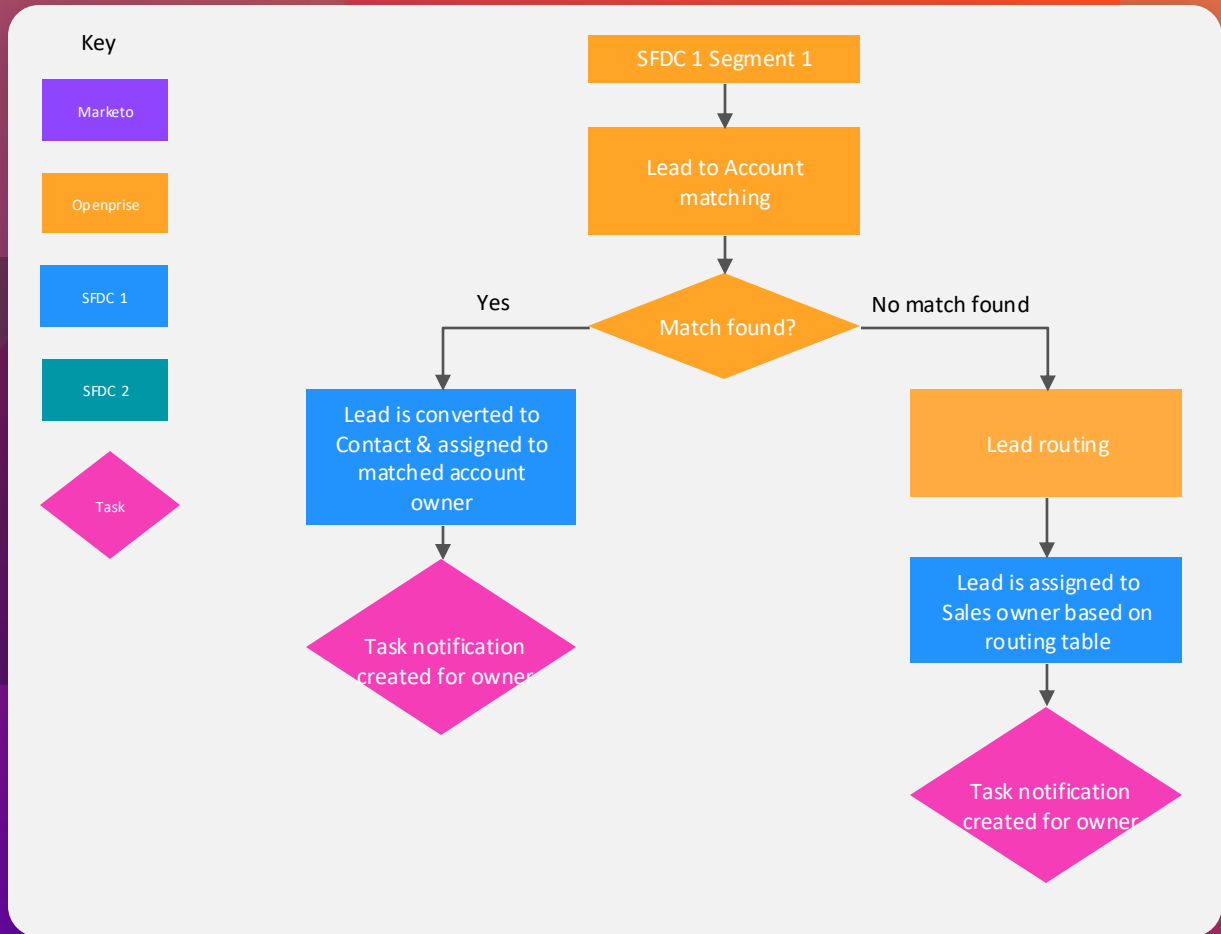 Key
Marketo
Openprise
SFDC 1
SFDC 2
Task
SFDC 1 Segment 1
Lead to Account
matching
Match found?
Yes
No match found
Lead is converted to
Contact & assigned to
matched account
owner
Task notification
created for owner
Lead routing
Lead is assigned to
Sales owner based on
routing table
Task notification
created for owner